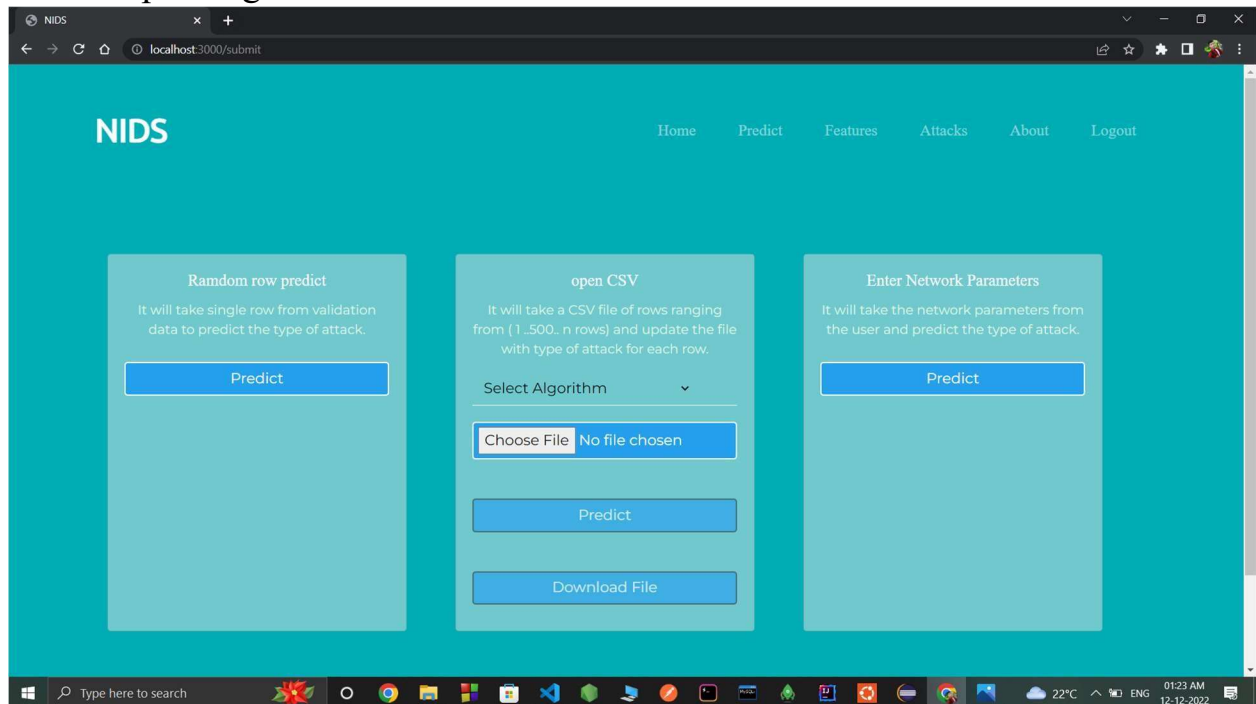 NIDS
localhost:3000/submit
NIDS
Home Predict Features Attacks About Logout
Ramdom row predict
It will take single row from validation
data to predict the type of attack.
Predict
open CSV
It will take a CSV file of rows ranging
from ( 1 ..500.. n rows) and update the file
with type of attack for each row.
Select Algorithm
Choose File No file chosen
Predict
Download File
Enter Network Parameters
It will take the network parameters from
the user and predict the type of attack.
Predict
Type here to search
22°C ENG 01:23 AM
12-12-2022